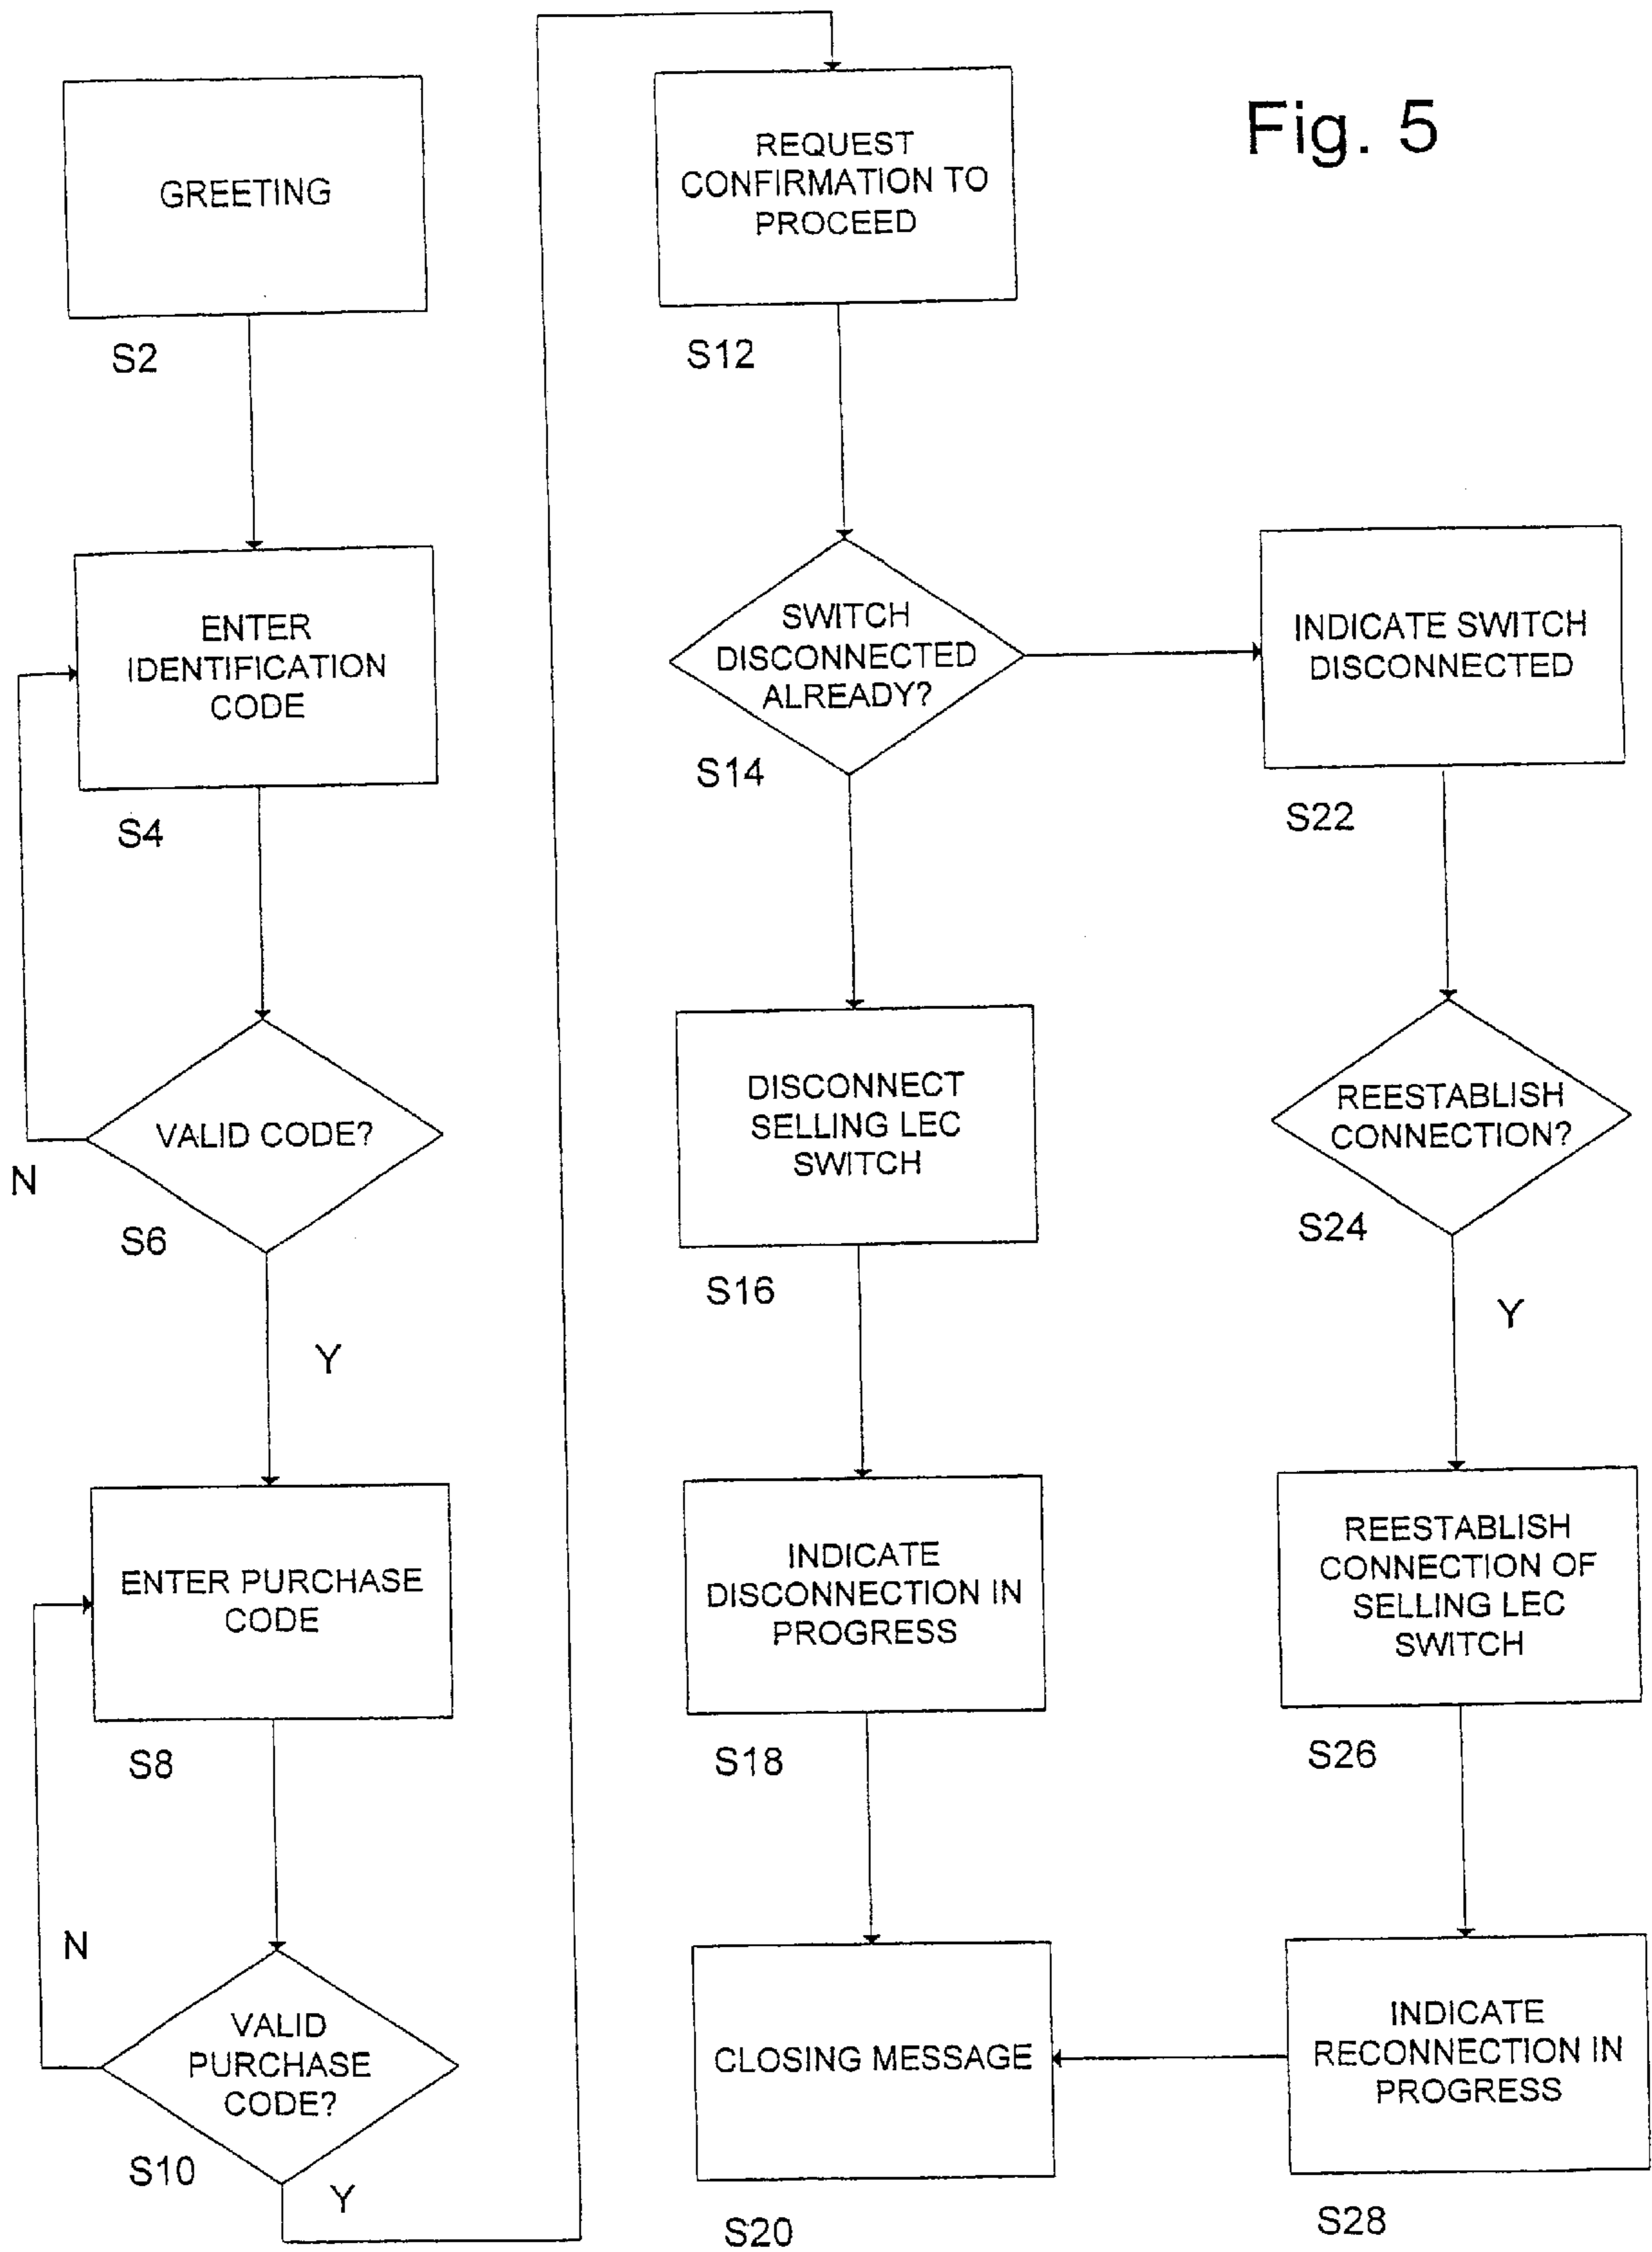 Fig. 5
GREETING
S2
ENTER
IDENTIFICATION
CODE
S4
VALID CODE?
N
S6
Y
ENTER PURCHASE
CODE
S8
N
VALID
PURCHASE
CODE?
S10
Y
REQUEST
CONFIRMATION TO
PROCEED
S12
SWITCH
DISCONNECTED
ALREADY?
S14
DISCONNECT
SELLING LEC
SWITCH
S16
INDICATE
DISCONNECTION IN
PROGRESS
S18
CLOSING MESSAGE
S20
INDICATE SWITCH
DISCONNECTED
S22
REESTABLISH
CONNECTION?
S24
Y
REESTABLISH
CONNECTION OF
SELLING LEC
SWITCH
S26
INDICATE
RECONNECTION IN
PROGRESS
S28